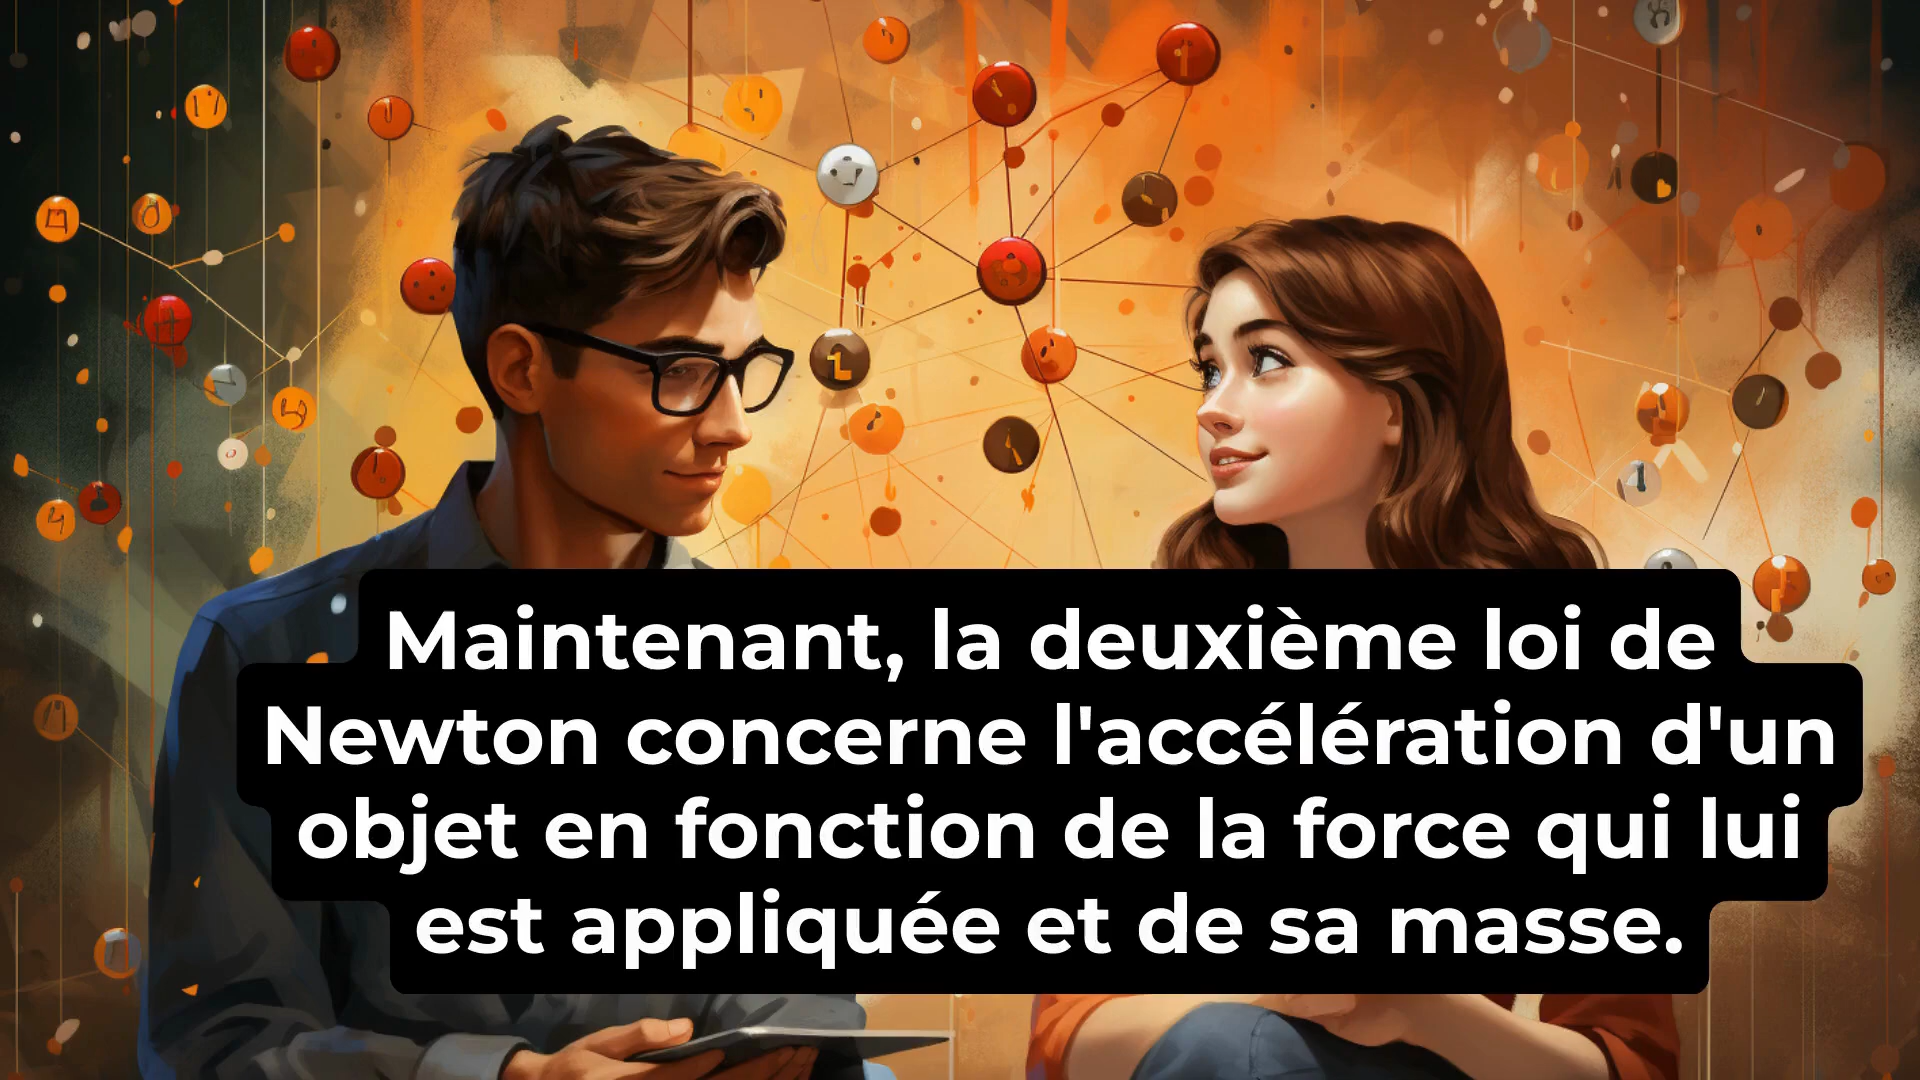 Maintenant, la deuxième loi de
Newton concerne l'accélération d'un
objet en fonction de la force qui lui
est appliquée et de sa masse.